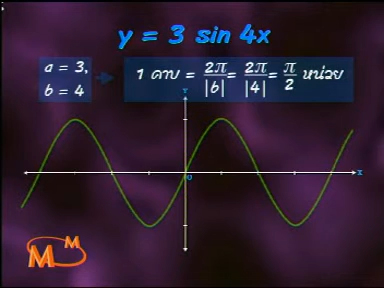 y = 3 sin 4x
a = 3,
b = 4
1 คาบ = 2π/|b| = 2π/|4| = π/2 หน่วย
Y
X
O
M M